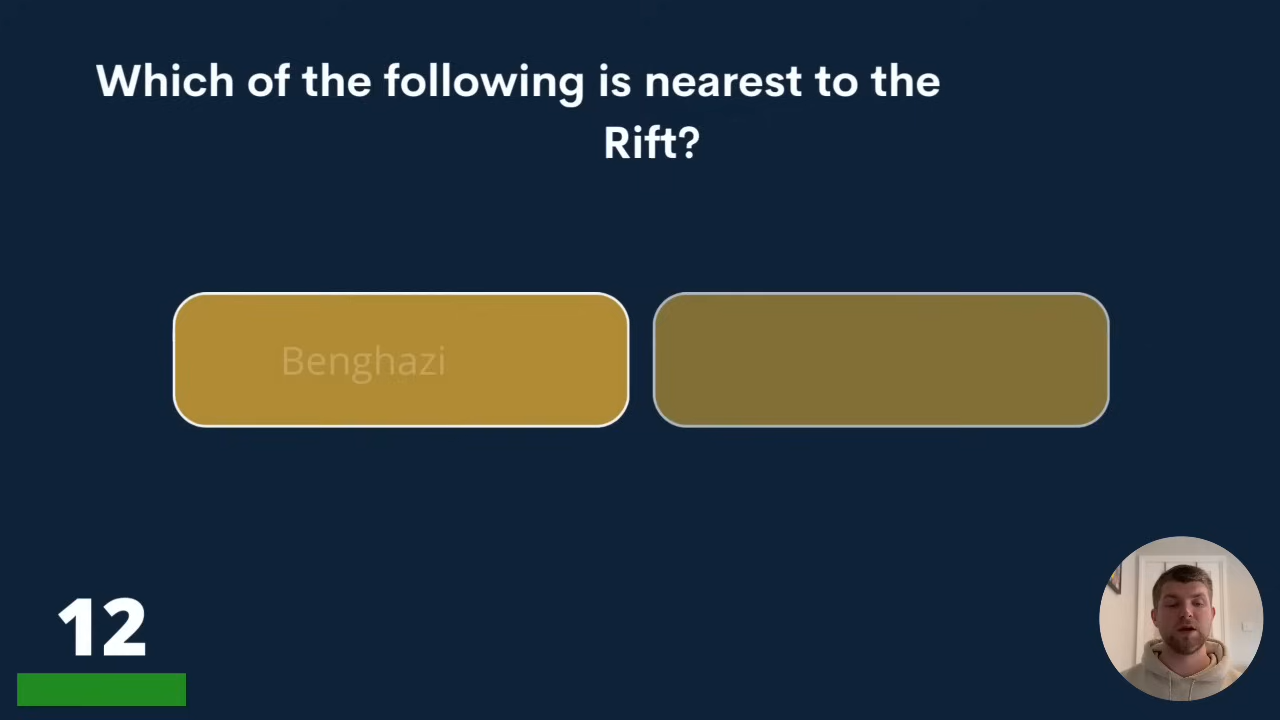 Which of the following is nearest to the
Rift?
Benghazi
12